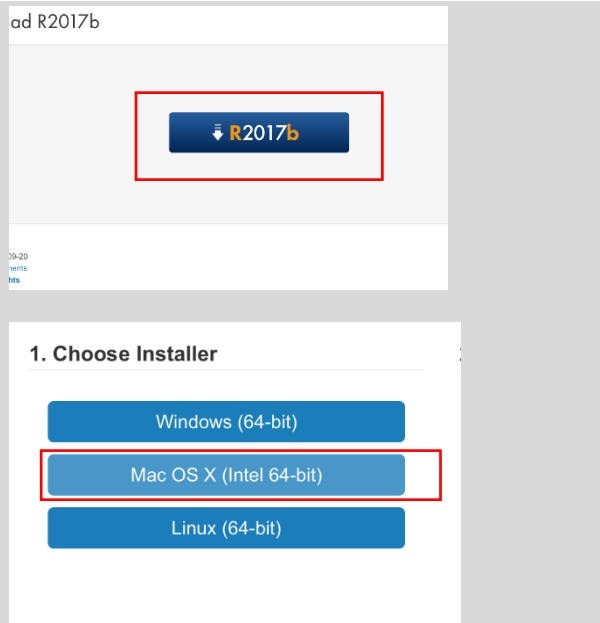 ad R2017b
R2017b
09-20
ments
hts
1. Choose Installer
Windows (64-bit)
Mac OS X (Intel 64-bit)
Linux (64-bit)